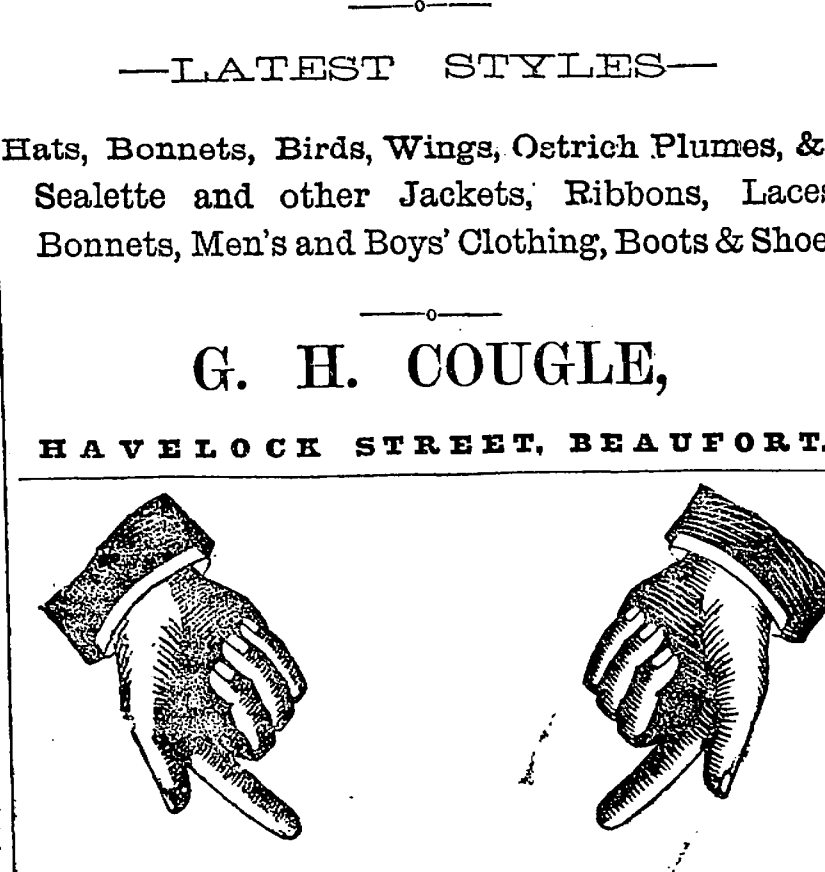 —LATEST STYLES—
Hats, Bonnets, Birds, Wings, Ostrich Plumes, &
Sealette and other Jackets, Ribbons, Laces
Bonnets, Men's and Boys' Clothing, Boots & Shoe
G. H. COUGLE,
HAVELOCK STREET, BEAUFORT.